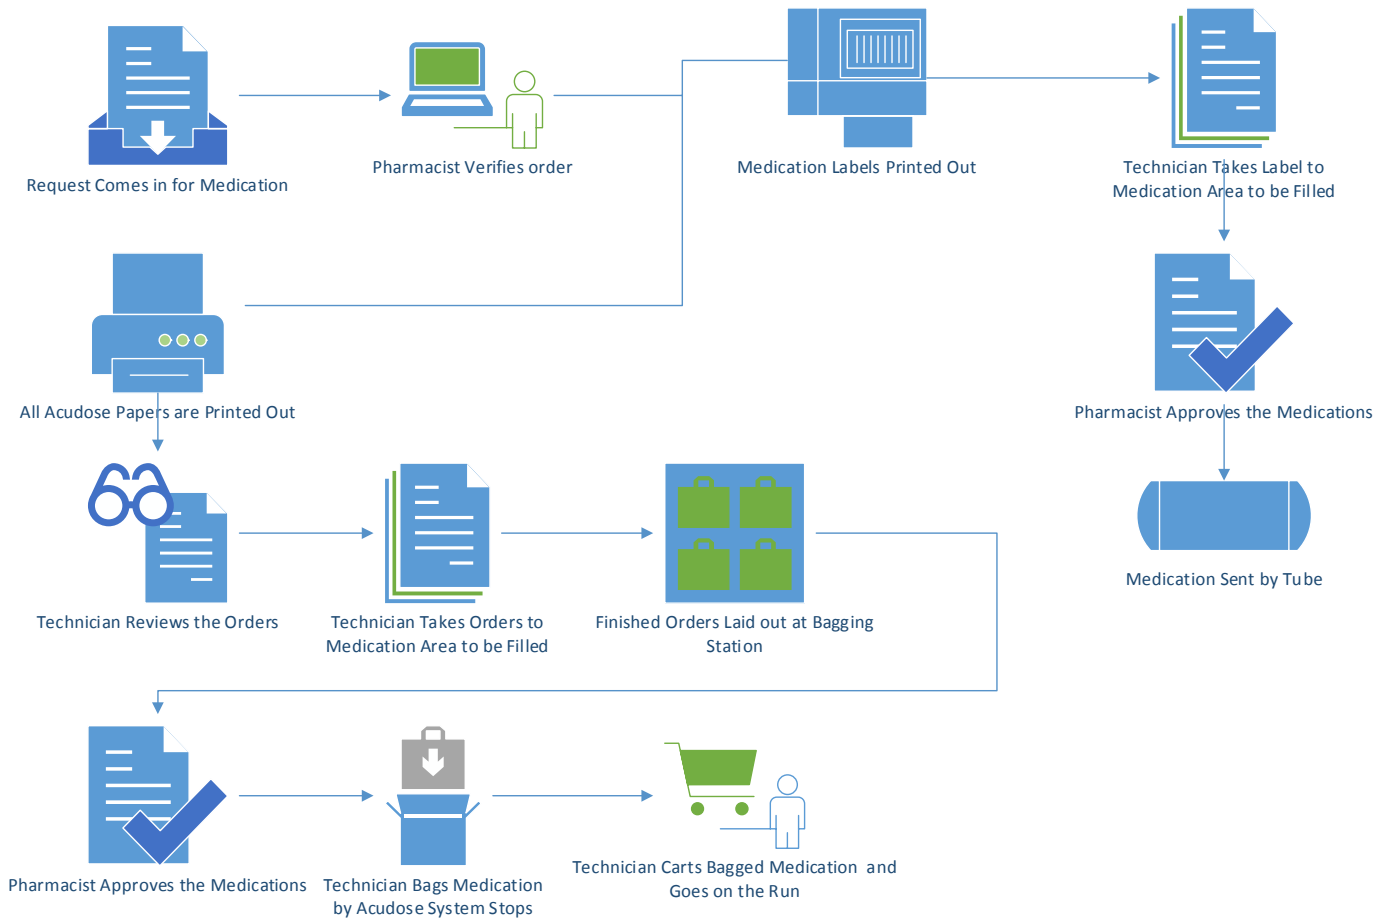 Request Comes in for Medication
Pharmacist Verifies order
Medication Labels Printed Out
Technician Takes Label to
Medication Area to be Filled
All Acudose Papers are Printed Out
Pharmacist Approves the Medications
Medication Sent by Tube
Technician Reviews the Orders
Technician Takes Orders to
Medication Area to be Filled
Finished Orders Laid out at Bagging
Station
Pharmacist Approves the Medications
Technician Bags Medication
by Acudose System Stops
Technician Carts Bagged Medication and
Goes on the Run